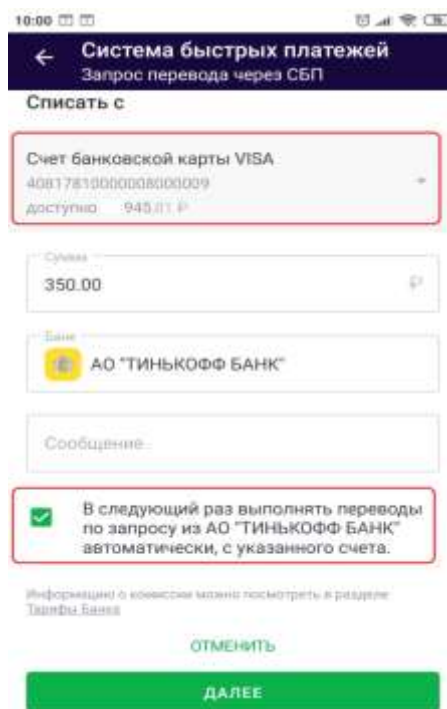 10:00
Система быстрых платежей
Запрос перевода через СБП
Списать с
Счет банковской карты VISA
40817810000008000009
доступно 945.01 ₽
Сумма
350.00 ₽
Банк
АО "ТИНЬКОФФ БАНК"
Сообщение
В следующий раз выполнять переводы
по запросу из АО "ТИНЬКОФФ БАНК"
автоматически, с указанного счета.
Информацию о комиссии можно посмотреть в разделе
Тарифы Банка
ОТМЕНИТЬ
ДАЛЕЕ